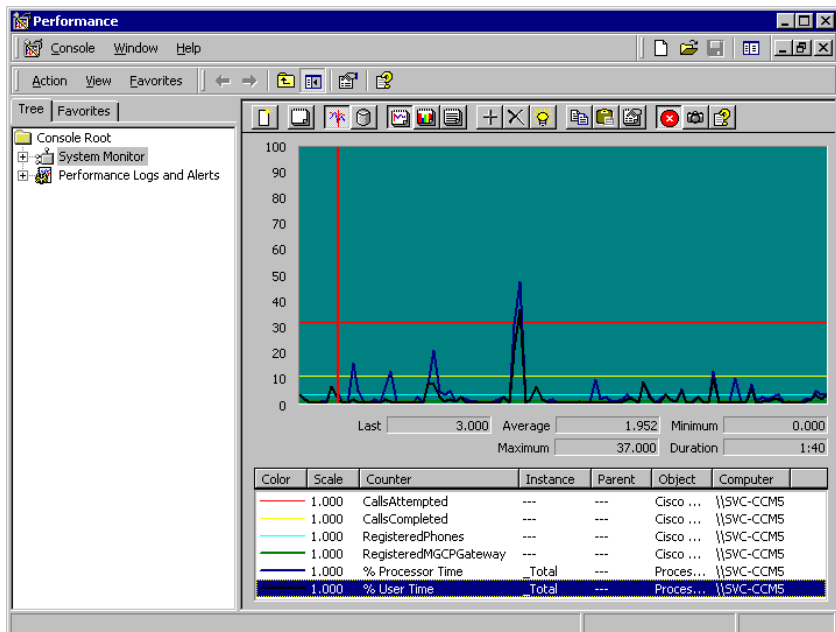 Performance
Console Window Help
Action View Favorites
Tree Favorites
Console Root
System Monitor
Performance Logs and Alerts
100
90
80
70
60
50
40
30
20
10
0
Last 3.000 Average 1.952 Minimum 0.000
Maximum 37.000 Duration 1:40
Color Scale Counter Instance Parent Object Computer
1.000 CallsAttempted --- --- Cisco ... \\SVC-CCM5
1.000 CallsCompleted --- --- Cisco ... \\SVC-CCM5
1.000 RegisteredPhones --- --- Cisco ... \\SVC-CCM5
1.000 RegisteredMGCPGateway --- --- Cisco ... \\SVC-CCM5
1.000 % Processor Time _Total --- Proces... \\SVC-CCM5
1.000 % User Time _Total --- Proces... \\SVC-CCM5